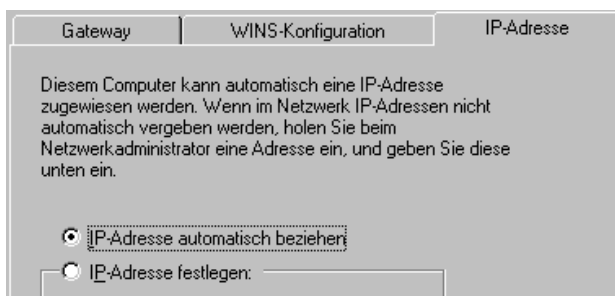 Gateway WINS-Konfiguration IP-Adresse
Diesem Computer kann automatisch eine IP-Adresse
zugewiesen werden. Wenn im Netzwerk IP-Adressen nicht
automatisch vergeben werden, holen Sie beim
Netzwerkadministrator eine Adresse ein, und geben Sie diese
unten ein.
IP-Adresse automatisch beziehen
IP-Adresse festlegen: